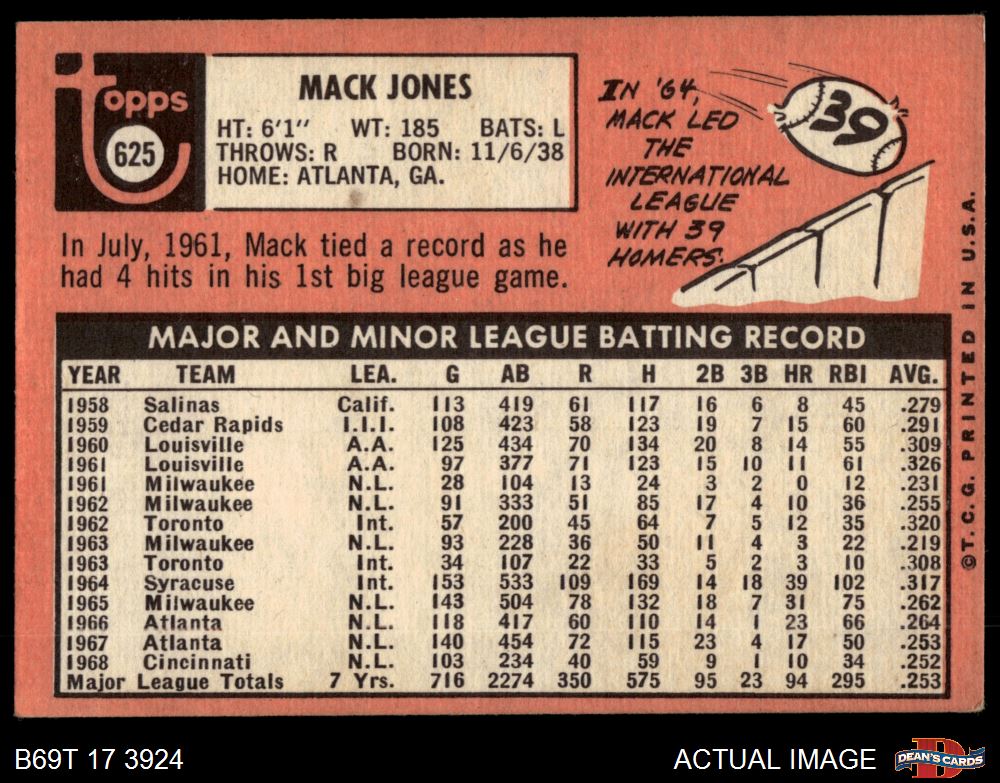 Topps
625
MACK JONES
HT: 6'1" WT: 185 BATS: L
THROWS: R BORN: 11/6/38
HOME: ATLANTA, GA.
In July, 1961, Mack tied a record as he
had 4 hits in his 1st big league game.
IN '64,
MACK LED
THE
INTERNATIONAL
LEAGUE
WITH 39
HOMERS.
39
MAJOR AND MINOR LEAGUE BATTING RECORD
YEAR TEAM LEA. G AB R H 2B 3B HR RBI AVG.
1958 Salinas Calif. 113 419 61 117 16 6 8 45 .279
1959 Cedar Rapids I.I.I. 108 423 58 123 19 7 15 60 .291
1960 Louisville A.A. 125 434 70 134 20 8 14 55 .309
1961 Louisville A.A. 97 377 71 123 15 10 11 61 .326
1961 Milwaukee N.L. 28 104 13 24 3 2 0 12 .231
1962 Milwaukee N.L. 91 333 51 85 17 4 10 36 .255
1962 Toronto Int. 57 200 45 64 7 5 12 35 .320
1963 Milwaukee N.L. 93 228 36 50 11 4 3 22 .219
1963 Toronto Int. 34 107 22 33 5 2 3 10 .308
1964 Syracuse Int. 153 533 109 169 14 18 39 102 .317
1965 Milwaukee N.L. 143 504 78 132 18 7 31 75 .262
1966 Atlanta N.L. 118 417 60 110 14 1 23 66 .264
1967 Atlanta N.L. 140 454 72 115 23 4 17 50 .253
1968 Cincinnati N.L. 103 234 40 59 9 1 10 34 .252
Major League Totals 7 Yrs. 716 2274 350 575 95 23 94 295 .253
©T.C.G. PRINTED IN U.S.A.
B69T 17 3924
ACTUAL IMAGE
D
DEAN'S CARDS